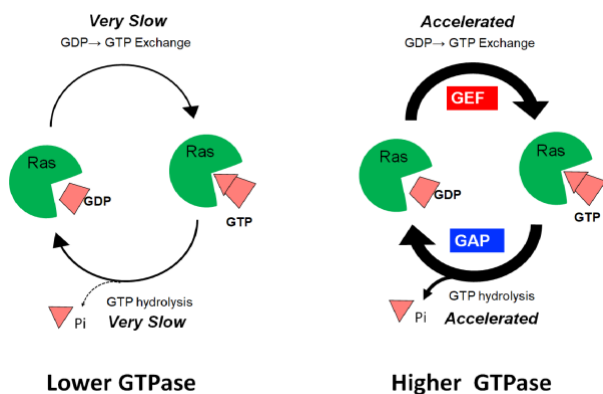 Very Slow
GDP→ GTP Exchange
Ras
GDP
Ras
GTP
GTP hydrolysis
Pi
Very Slow
Lower GTPase
Accelerated
GDP→ GTP Exchange
GEF
Ras
GDP
Ras
GTP
GAP
GTP hydrolysis
Pi
Accelerated
Higher GTPase